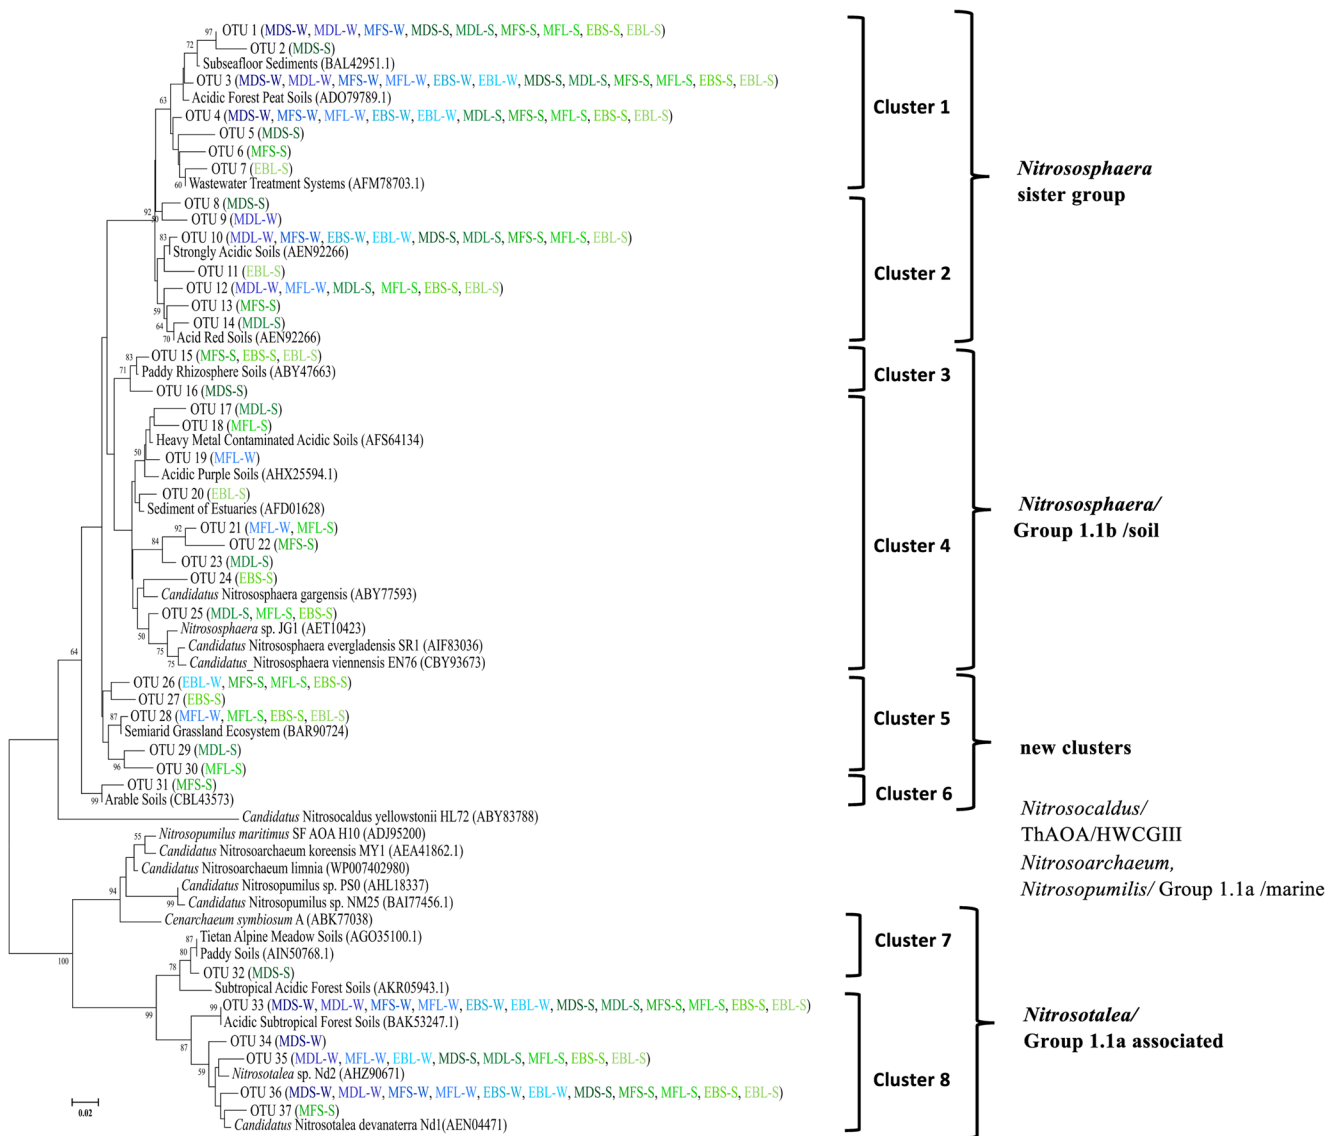 97
OTU 1 (MDS-W, MDL-W, MFS-W, MDS-S, MDL-S, MFS-S, MFL-S, EBS-S, EBL-S)
72
OTU 2 (MDS-S)
Subseafloor Sediments (BAL42951.1)
OTU 3 (MDS-W, MDL-W, MFS-W, MFL-W, EBS-W, EBL-W, MDS-S, MDL-S, MFS-S, MFL-S, EBS-S, EBL-S)
63
Acidic Forest Peat Soils (ADO79789.1)
Cluster 1
OTU 4 (MDS-W, MFS-W, MFL-W, EBS-W, EBL-W, MDL-S, MFS-S, MFL-S, EBS-S, EBL-S)
OTU 5 (MDS-S)
OTU 6 (MFS-S)
OTU 7 (EBL-S)
60
Wastewater Treatment Systems (AFM78703.1)
Nitrososphaera
sister group
OTU 8 (MDS-S)
92
50
OTU 9 (MDL-W)
83
OTU 10 (MDL-W, MFS-W, EBS-W, EBL-W, MDS-S, MDL-S, MFS-S, MFL-S, EBL-S)
Strongly Acidic Soils (AEN92266)
OTU 11 (EBL-S)
Cluster 2
OTU 12 (MDL-W, MFL-W, MDL-S, MFL-S, EBS-S, EBL-S)
59
OTU 13 (MFS-S)
64
OTU 14 (MDL-S)
70
Acid Red Soils (AEN92266)
83
OTU 15 (MFS-S, EBS-S, EBL-S)
71
Paddy Rhizosphere Soils (ABY47663)
Cluster 3
OTU 16 (MDS-S)
OTU 17 (MDL-S)
OTU 18 (MFL-S)
Heavy Metal Contaminated Acidic Soils (AFS64134)
50
OTU 19 (MFL-W)
Acidic Purple Soils (AHX25594.1)
OTU 20 (EBL-S)
Sediment of Estuaries (AFD01628)
Nitrososphaera/
Group 1.1b /soil
92
OTU 21 (MFL-W, MFL-S)
84
OTU 22 (MFS-S)
Cluster 4
OTU 23 (MDL-S)
OTU 24 (EBS-S)
Candidatus Nitrososphaera gargensis (ABY77593)
OTU 25 (MDL-S, MFL-S, EBS-S)
50
Nitrososphaera sp. JG1 (AET10423)
75
Candidatus Nitrososphaera evergladensis SR1 (AIF83036)
75
Candidatus_Nitrososphaera viennensis EN76 (CBY93673)
64
OTU 26 (EBL-W, MFS-S, MFL-S, EBS-S)
OTU 27 (EBS-S)
87
OTU 28 (MFL-W, MFL-S, EBS-S, EBL-S)
Cluster 5
Semiarid Grassland Ecosystem (BAR90724)
new clusters
OTU 29 (MDL-S)
96
OTU 30 (MFL-S)
OTU 31 (MFS-S)
99
Arable Soils (CBL43573)
Cluster 6
Candidatus Nitrosocaldus yellowstonii HL72 (ABY83788)
Nitrosocaldus/
ThAOA/HWCGIII
55
Nitrosopumilus maritimus SF AOA H10 (ADJ95200)
Candidatus Nitrosoarchaeum koreensis MY1 (AEA41862.1)
Candidatus Nitrosoarchaeum limnia (WP007402980)
Nitrosoarchaeum,
Nitrosopumilis/ Group 1.1a /marine
94
Candidatus Nitrosopumilus sp. PS0 (AHL18337)
99
Candidatus Nitrosopumilus sp. NM25 (BAI77456.1)
Cenarchaeum symbiosum A (ABK77038)
87
Tietan Alpine Meadow Soils (AGO35100.1)
Cluster 7
80
Paddy Soils (AIN50768.1)
100
78
OTU 32 (MDS-S)
Subtropical Acidic Forest Soils (AKR05943.1)
99
99
OTU 33 (MDS-W, MDL-W, MFS-W, MFL-W, EBS-W, EBL-W, MDS-S, MDL-S, MFS-S, MFL-S, EBS-S, EBL-S)
Acidic Subtropical Forest Soils (BAK53247.1)
Nitrosotalea/
Group 1.1a associated
87
OTU 34 (MDS-W)
OTU 35 (MDL-W, MFL-W, EBL-W, MDS-S, MDL-S, MFL-S, EBS-S, EBL-S)
59
Nitrosotalea sp. Nd2 (AHZ90671)
Cluster 8
OTU 36 (MDS-W, MDL-W, MFS-W, MFL-W, EBS-W, EBL-W, MDS-S, MFS-S, MFL-S, EBS-S, EBL-S)
OTU 37 (MFS-S)
Candidatus Nitrosotalea devanaterra Nd1(AEN04471)
0.02